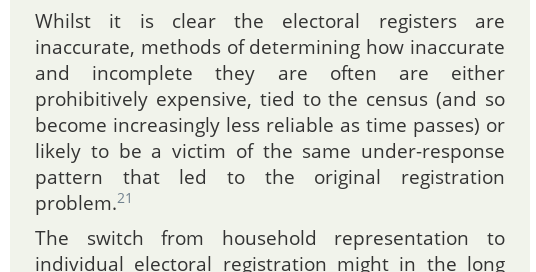 Whilst it is clear the electoral registers are
inaccurate, methods of determining how inaccurate
and incomplete they are often are either
prohibitively expensive, tied to the census (and so
become increasingly less reliable as time passes) or
likely to be a victim of the same under-response
pattern that led to the original registration
problem.21
The switch from household representation to
individual electoral registration might in the long